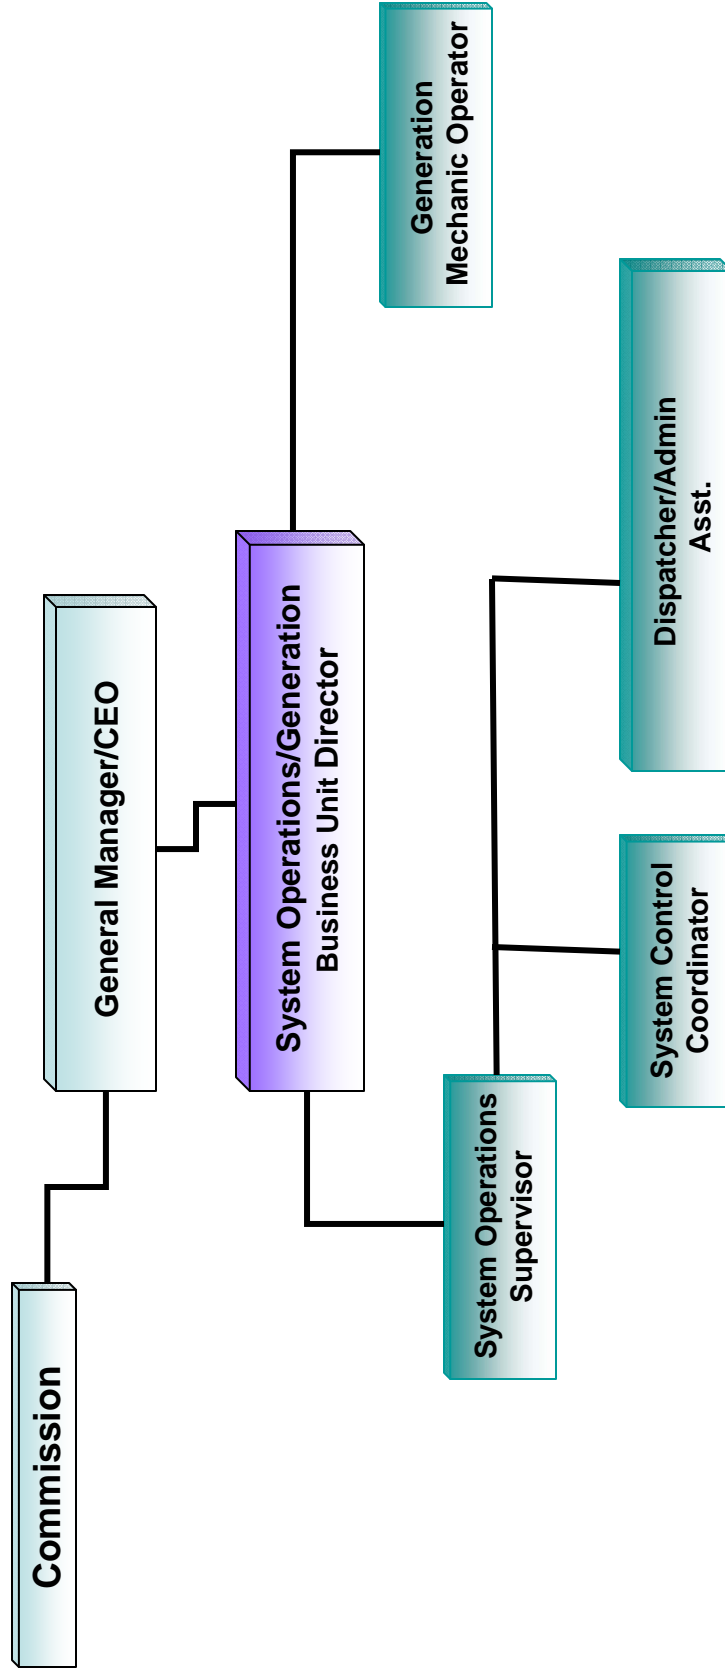 Commission
General Manager/CEO
System Operations/Generation
Business Unit Director
Generation
Mechanic Operator
System Operations
Supervisor
System Control
Coordinator
Dispatcher/Admin
Asst.